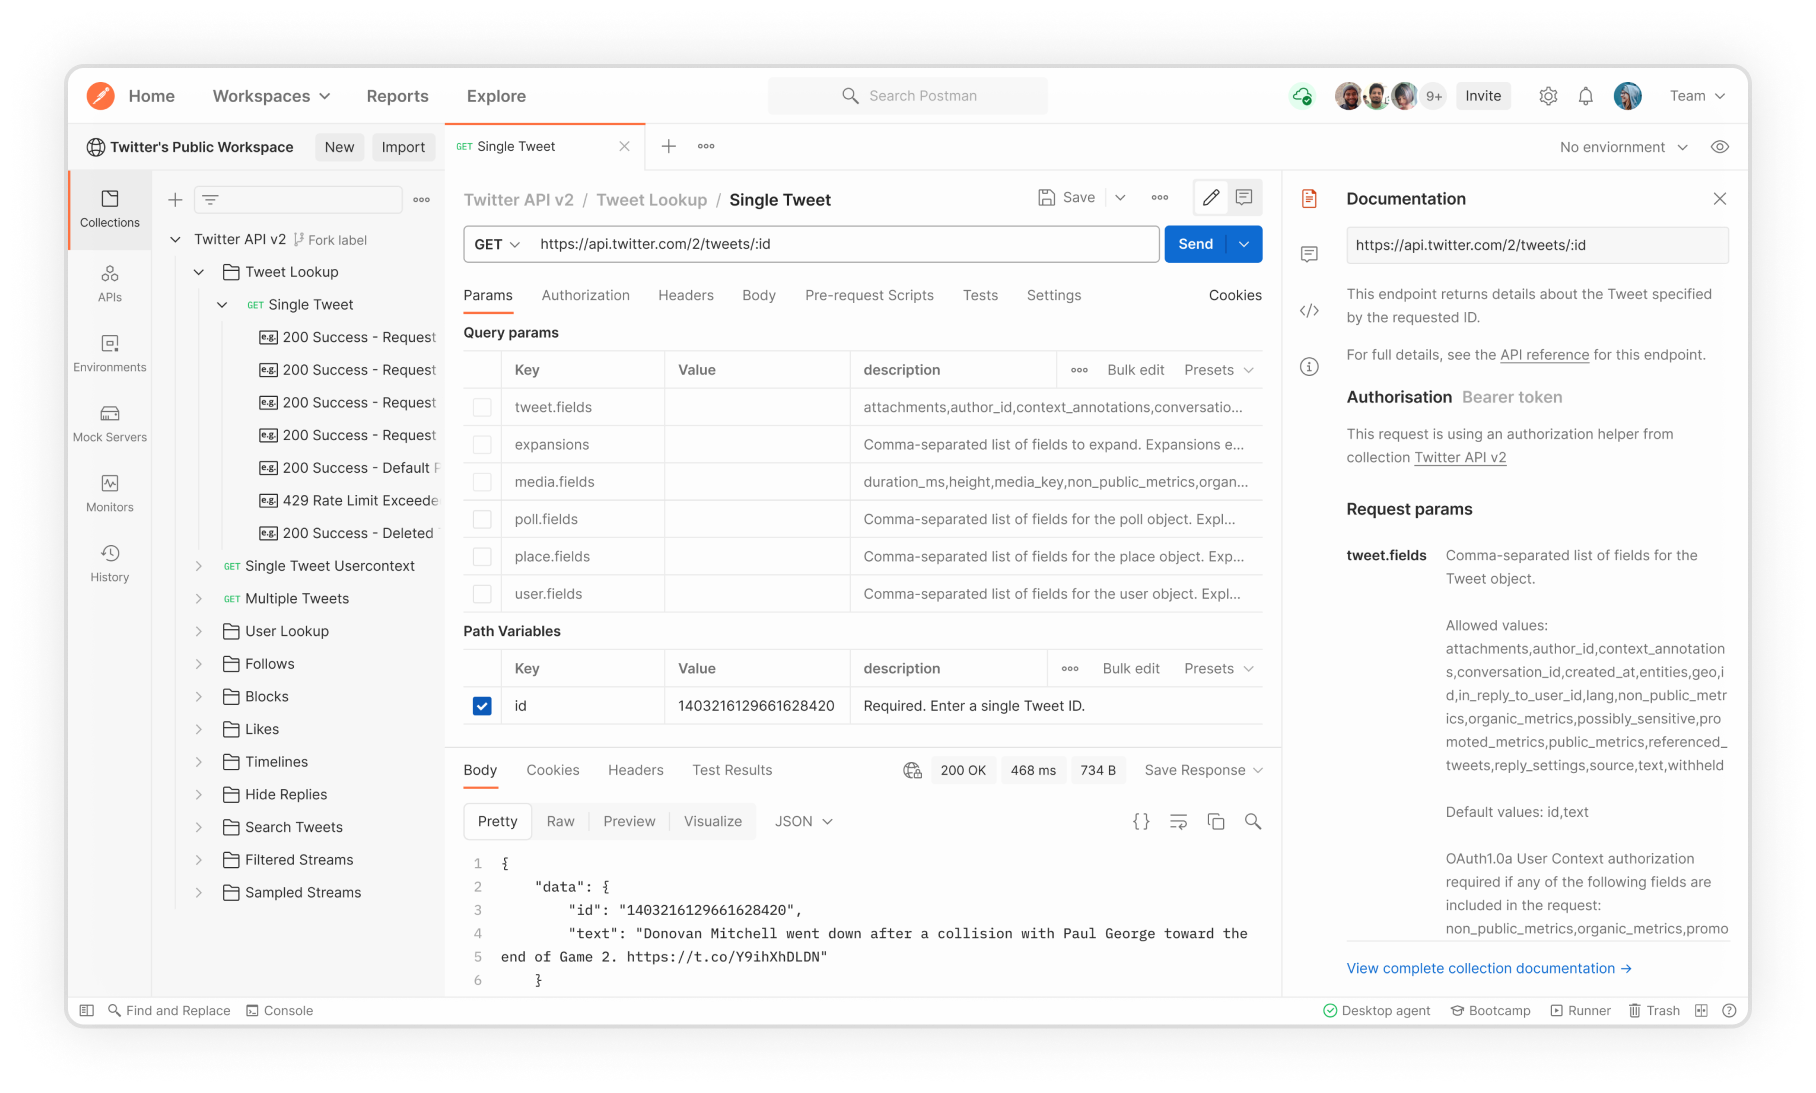 Home Workspaces Reports Explore Search Postman 9+ Invite Team
Twitter's Public Workspace New Import GET Single Tweet No enviornment
Collections
APIs
Environments
Mock Servers
Monitors
History
Twitter API v2 Fork label
Tweet Lookup
GET Single Tweet
e.g. 200 Success - Request
e.g. 200 Success - Request
e.g. 200 Success - Request
e.g. 200 Success - Request
e.g. 200 Success - Default
e.g. 429 Rate Limit Exceede
e.g. 200 Success - Deleted
GET Single Tweet Usercontext
GET Multiple Tweets
User Lookup
Follows
Blocks
Likes
Timelines
Hide Replies
Search Tweets
Filtered Streams
Sampled Streams
Twitter API v2 / Tweet Lookup / Single Tweet Save
GET https://api.twitter.com/2/tweets/:id Send
Params Authorization Headers Body Pre-request Scripts Tests Settings Cookies
Query params
Key Value description Bulk edit Presets
tweet.fields attachments,author_id,context_annotations,conversatio...
expansions Comma-separated list of fields to expand. Expansions e...
media.fields duration_ms,height,media_key,non_public_metrics,organ...
poll.fields Comma-separated list of fields for the poll object. Expl...
place.fields Comma-separated list of fields for the place object. Exp...
user.fields Comma-separated list of fields for the user object. Expl...
Path Variables
Key Value description Bulk edit Presets
id 1403216129661628420 Required. Enter a single Tweet ID.
Body Cookies Headers Test Results 200 OK 468 ms 734 B Save Response
Pretty Raw Preview Visualize JSON {}
1 {
2 "data": {
3 "id": "1403216129661628420",
4 "text": "Donovan Mitchell went down after a collision with Paul George toward the
5 end of Game 2. https://t.co/Y9ihXhDLDN"
6 }
Documentation
https://api.twitter.com/2/tweets/:id
This endpoint returns details about the Tweet specified
by the requested ID.
For full details, see the API reference for this endpoint.
Authorisation Bearer token
This request is using an authorization helper from
collection Twitter API v2
Request params
tweet.fields Comma-separated list of fields for the
Tweet object.
Allowed values:
attachments,author_id,context_annotation
s,conversation_id,created_at,entities,geo,i
d,in_reply_to_user_id,lang,non_public_metr
ics,organic_metrics,possibly_sensitive,pro
moted_metrics,public_metrics,referenced_
tweets,reply_settings,source,text,withheld
Default values: id,text
OAuth1.0a User Context authorization
required if any of the following fields are
included in the request:
non_public_metrics,organic_metrics,promo
View complete collection documentation →
Find and Replace Console Desktop agent Bootcamp Runner Trash